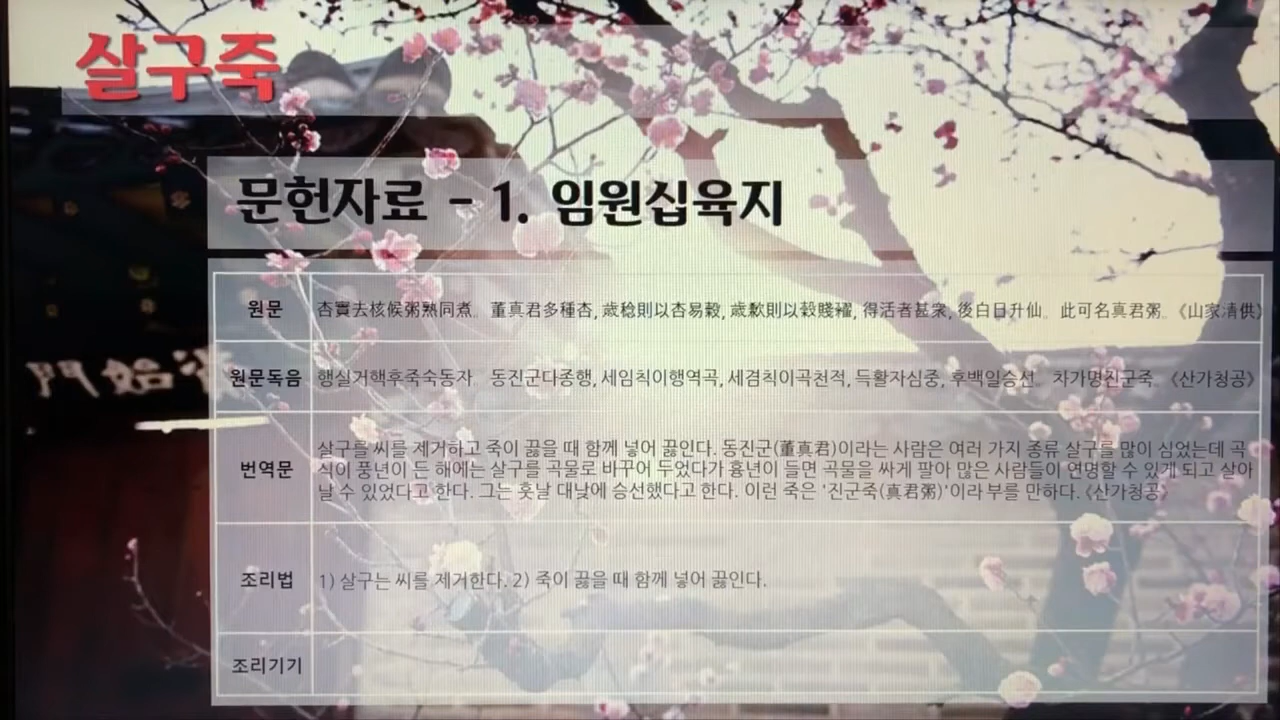 살구죽
문헌자료 - 1. 임원십육지
원문 杏實去核候粥熟同煮。董真君多種杏, 歲稔則以杏易穀, 歲歉則以穀賤糶, 得活者甚衆, 後白日升仙。此可名真君粥。《山家清供》
원문독음 행실거핵후죽숙동자。동진군다종행, 세임칙이행역곡, 세겸칙이곡천적, 득활자심중, 후백일승선。차가명진군죽。《산가청공》
번역문 살구를 씨를 제거하고 죽이 끓을 때 함께 넣어 끓인다. 동진군(董真君)이라는 사람은 여러 가지 종류 살구를 많이 심었는데 곡
식이 풍년이 든 해에는 살구를 곡물로 바꾸어 두었다가 흉년이 들면 곡물을 싸게 팔아 많은 사람들이 연명할 수 있게 되고 살아
날 수 있었다고 한다. 그는 훗날 대낮에 승선했다고 한다. 이런 죽은 '진군죽(真君粥)'이라 부를 만하다.《산가청공》
조리법 1) 살구는 씨를 제거한다. 2) 죽이 끓을 때 함께 넣어 끓인다.
조리기기
門始